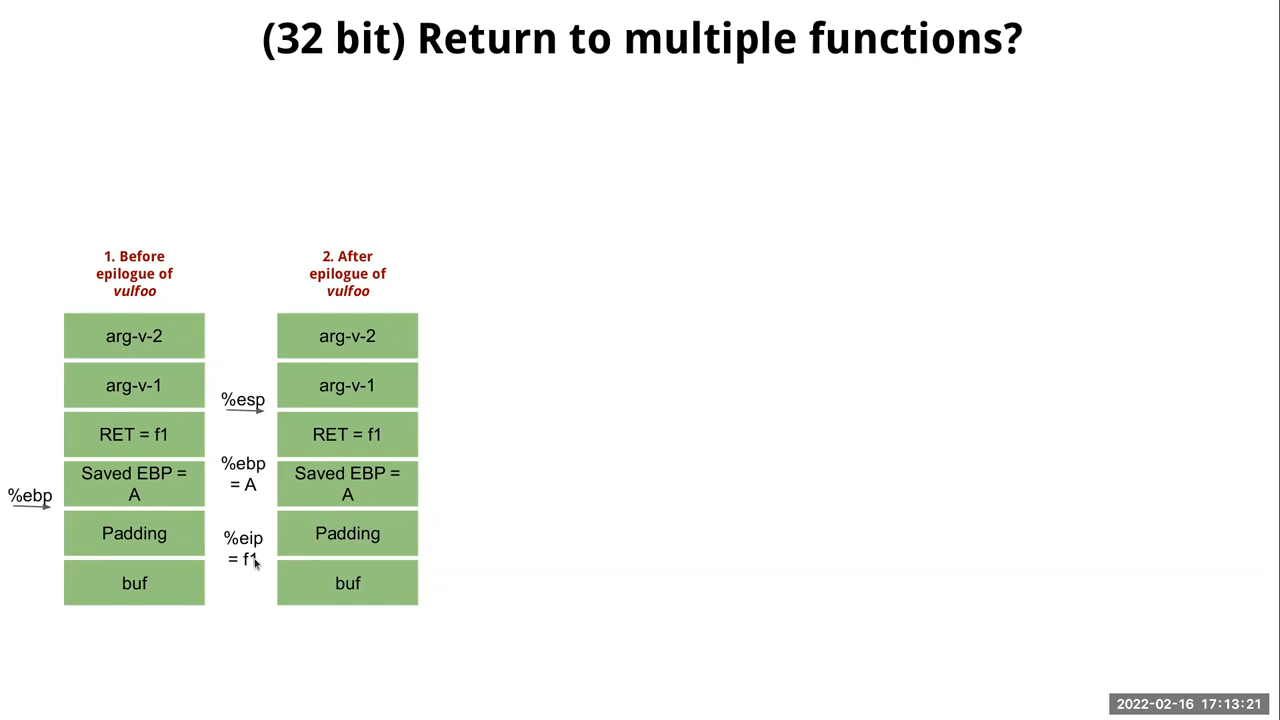 (32 bit) Return to multiple functions?
1. Before
epilogue of
vulfoo
arg-v-2
arg-v-1
RET = f1
Saved EBP =
A
Padding
buf
%ebp
2. After
epilogue of
vulfoo
arg-v-2
arg-v-1
RET = f1
Saved EBP =
A
Padding
buf
%esp
%ebp
= A
%eip
= f1
2022-02-16 17:13:21